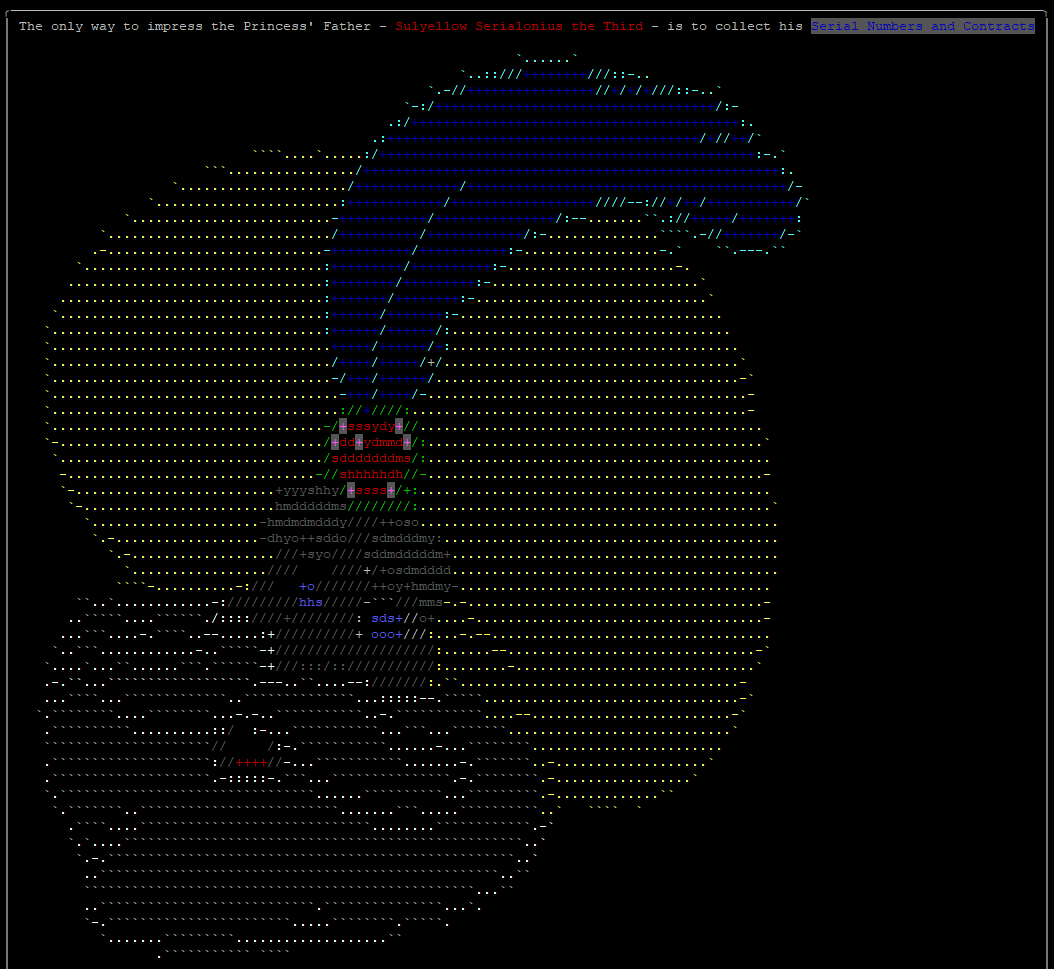 The only way to impress the Princess' Father - Sulyellow Serialonius the Third - is to collect his Serial Numbers and Contracts